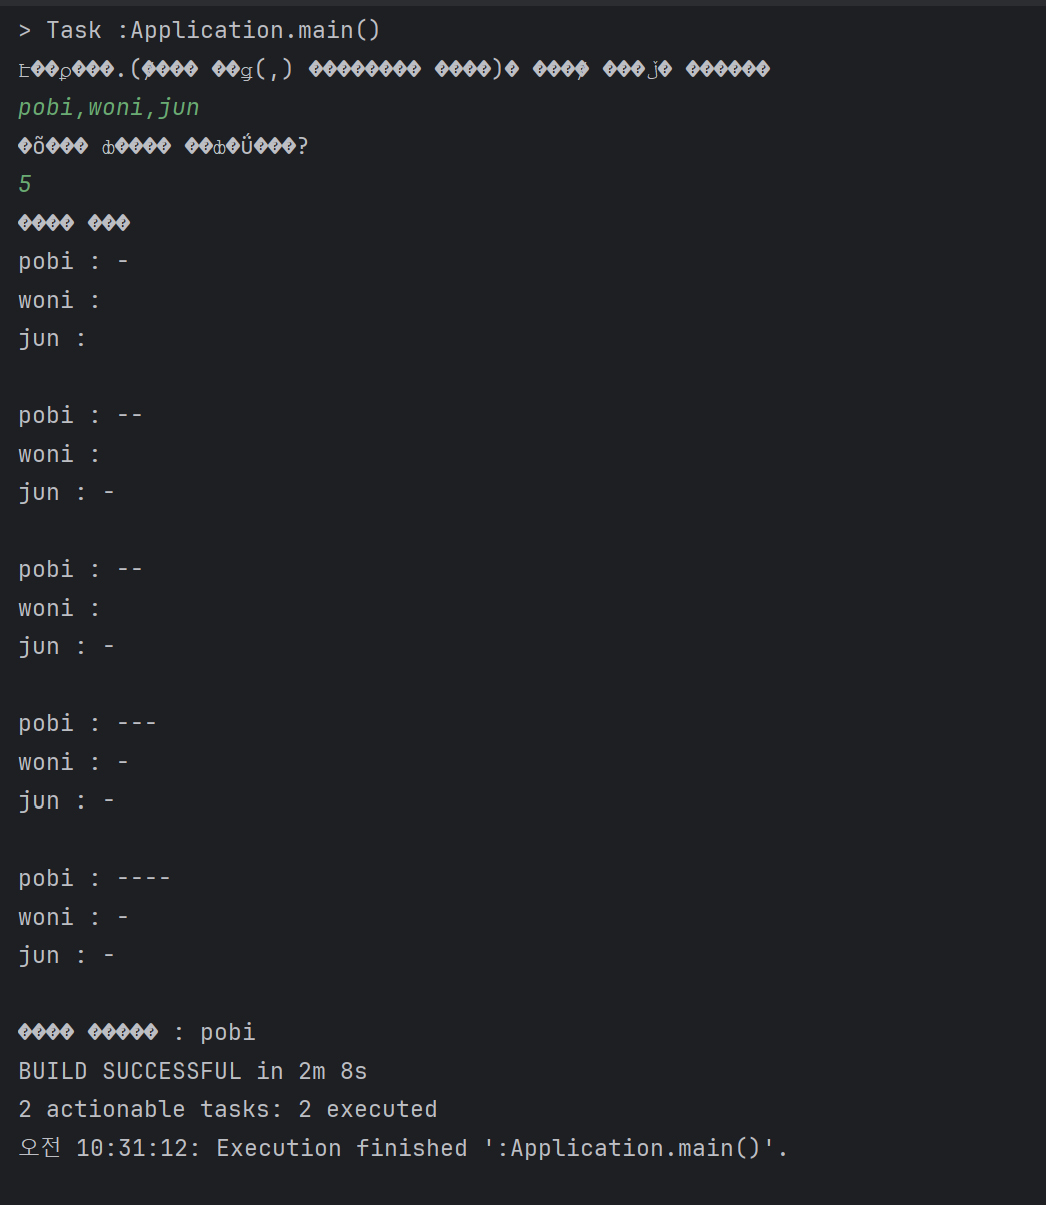 > Task :Application.main()
pobi,woni,jun
5
pobi : -
woni :
jun :
pobi : --
woni :
jun : -
pobi : --
woni :
jun : -
pobi : ---
woni : -
jun : -
pobi : ----
woni : -
jun : -
: pobi
BUILD SUCCESSFUL in 2m 8s
2 actionable tasks: 2 executed
오전 10:31:12: Execution finished ':Application.main()'.